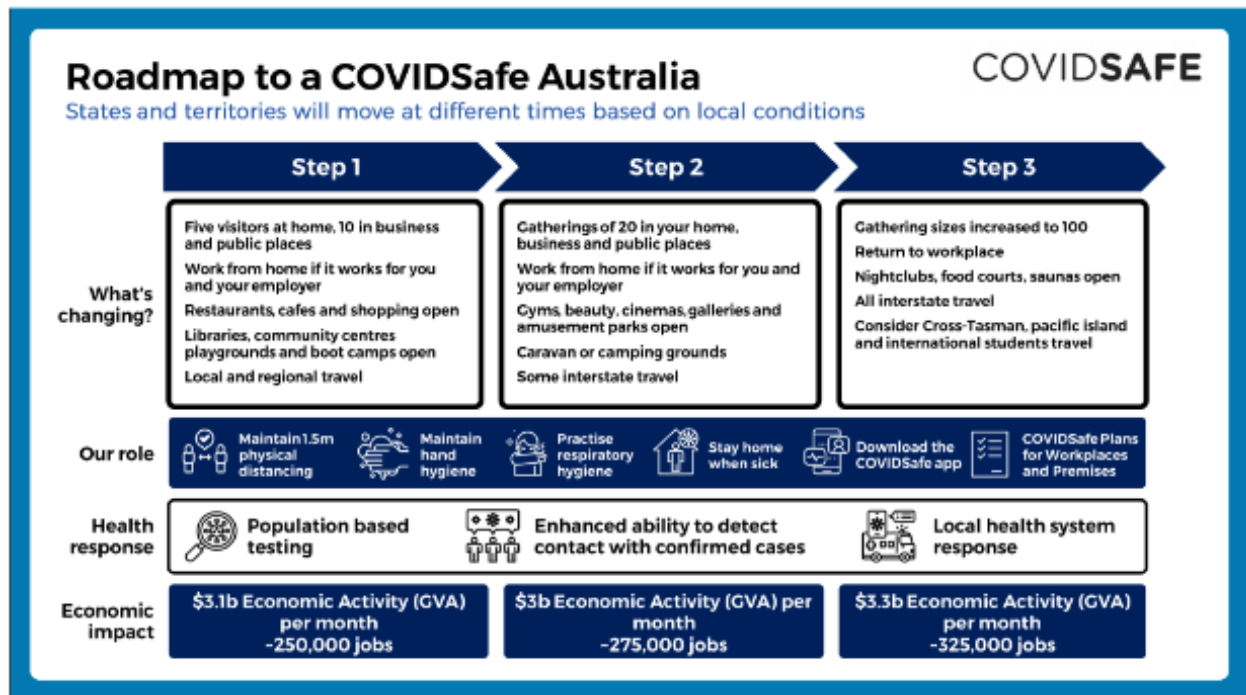 Roadmap to a COVIDSafe Australia
COVIDSAFE
States and territories will move at different times based on local conditions
Step 1
Step 2
Step 3
What's
changing?
Five visitors at home, 10 in business
and public places
Work from home if it works for you
and your employer
Restaurants, cafes and shopping open
Libraries, community centres
playgrounds and boot camps open
Local and regional travel
Gatherings of 20 in your home,
business and public places
Work from home if it works for you and
your employer
Gyms, beauty, cinemas, galleries and
amusement parks open
Caravan or camping grounds
Some interstate travel
Gathering sizes increased to 100
Return to workplace
Nightclubs, food courts, saunas open
All interstate travel
Consider Cross-Tasman, pacific island
and international students travel
Our role
Maintain 1.5m
physical
distancing
Maintain
hand
hygiene
Practise
respiratory
hygiene
Stay home
when sick
Download the
COVIDSafe app
COVIDSafe Plans
for Workplaces
and Premises
Health
response
Population based
testing
Enhanced ability to detect
contact with confirmed cases
Local health system
response
Economic
impact
$3.1b Economic Activity (GVA)
per month
~250,000 jobs
$3b Economic Activity (GVA) per
month
~275,000 jobs
$3.3b Economic Activity (GVA)
per month
~325,000 jobs